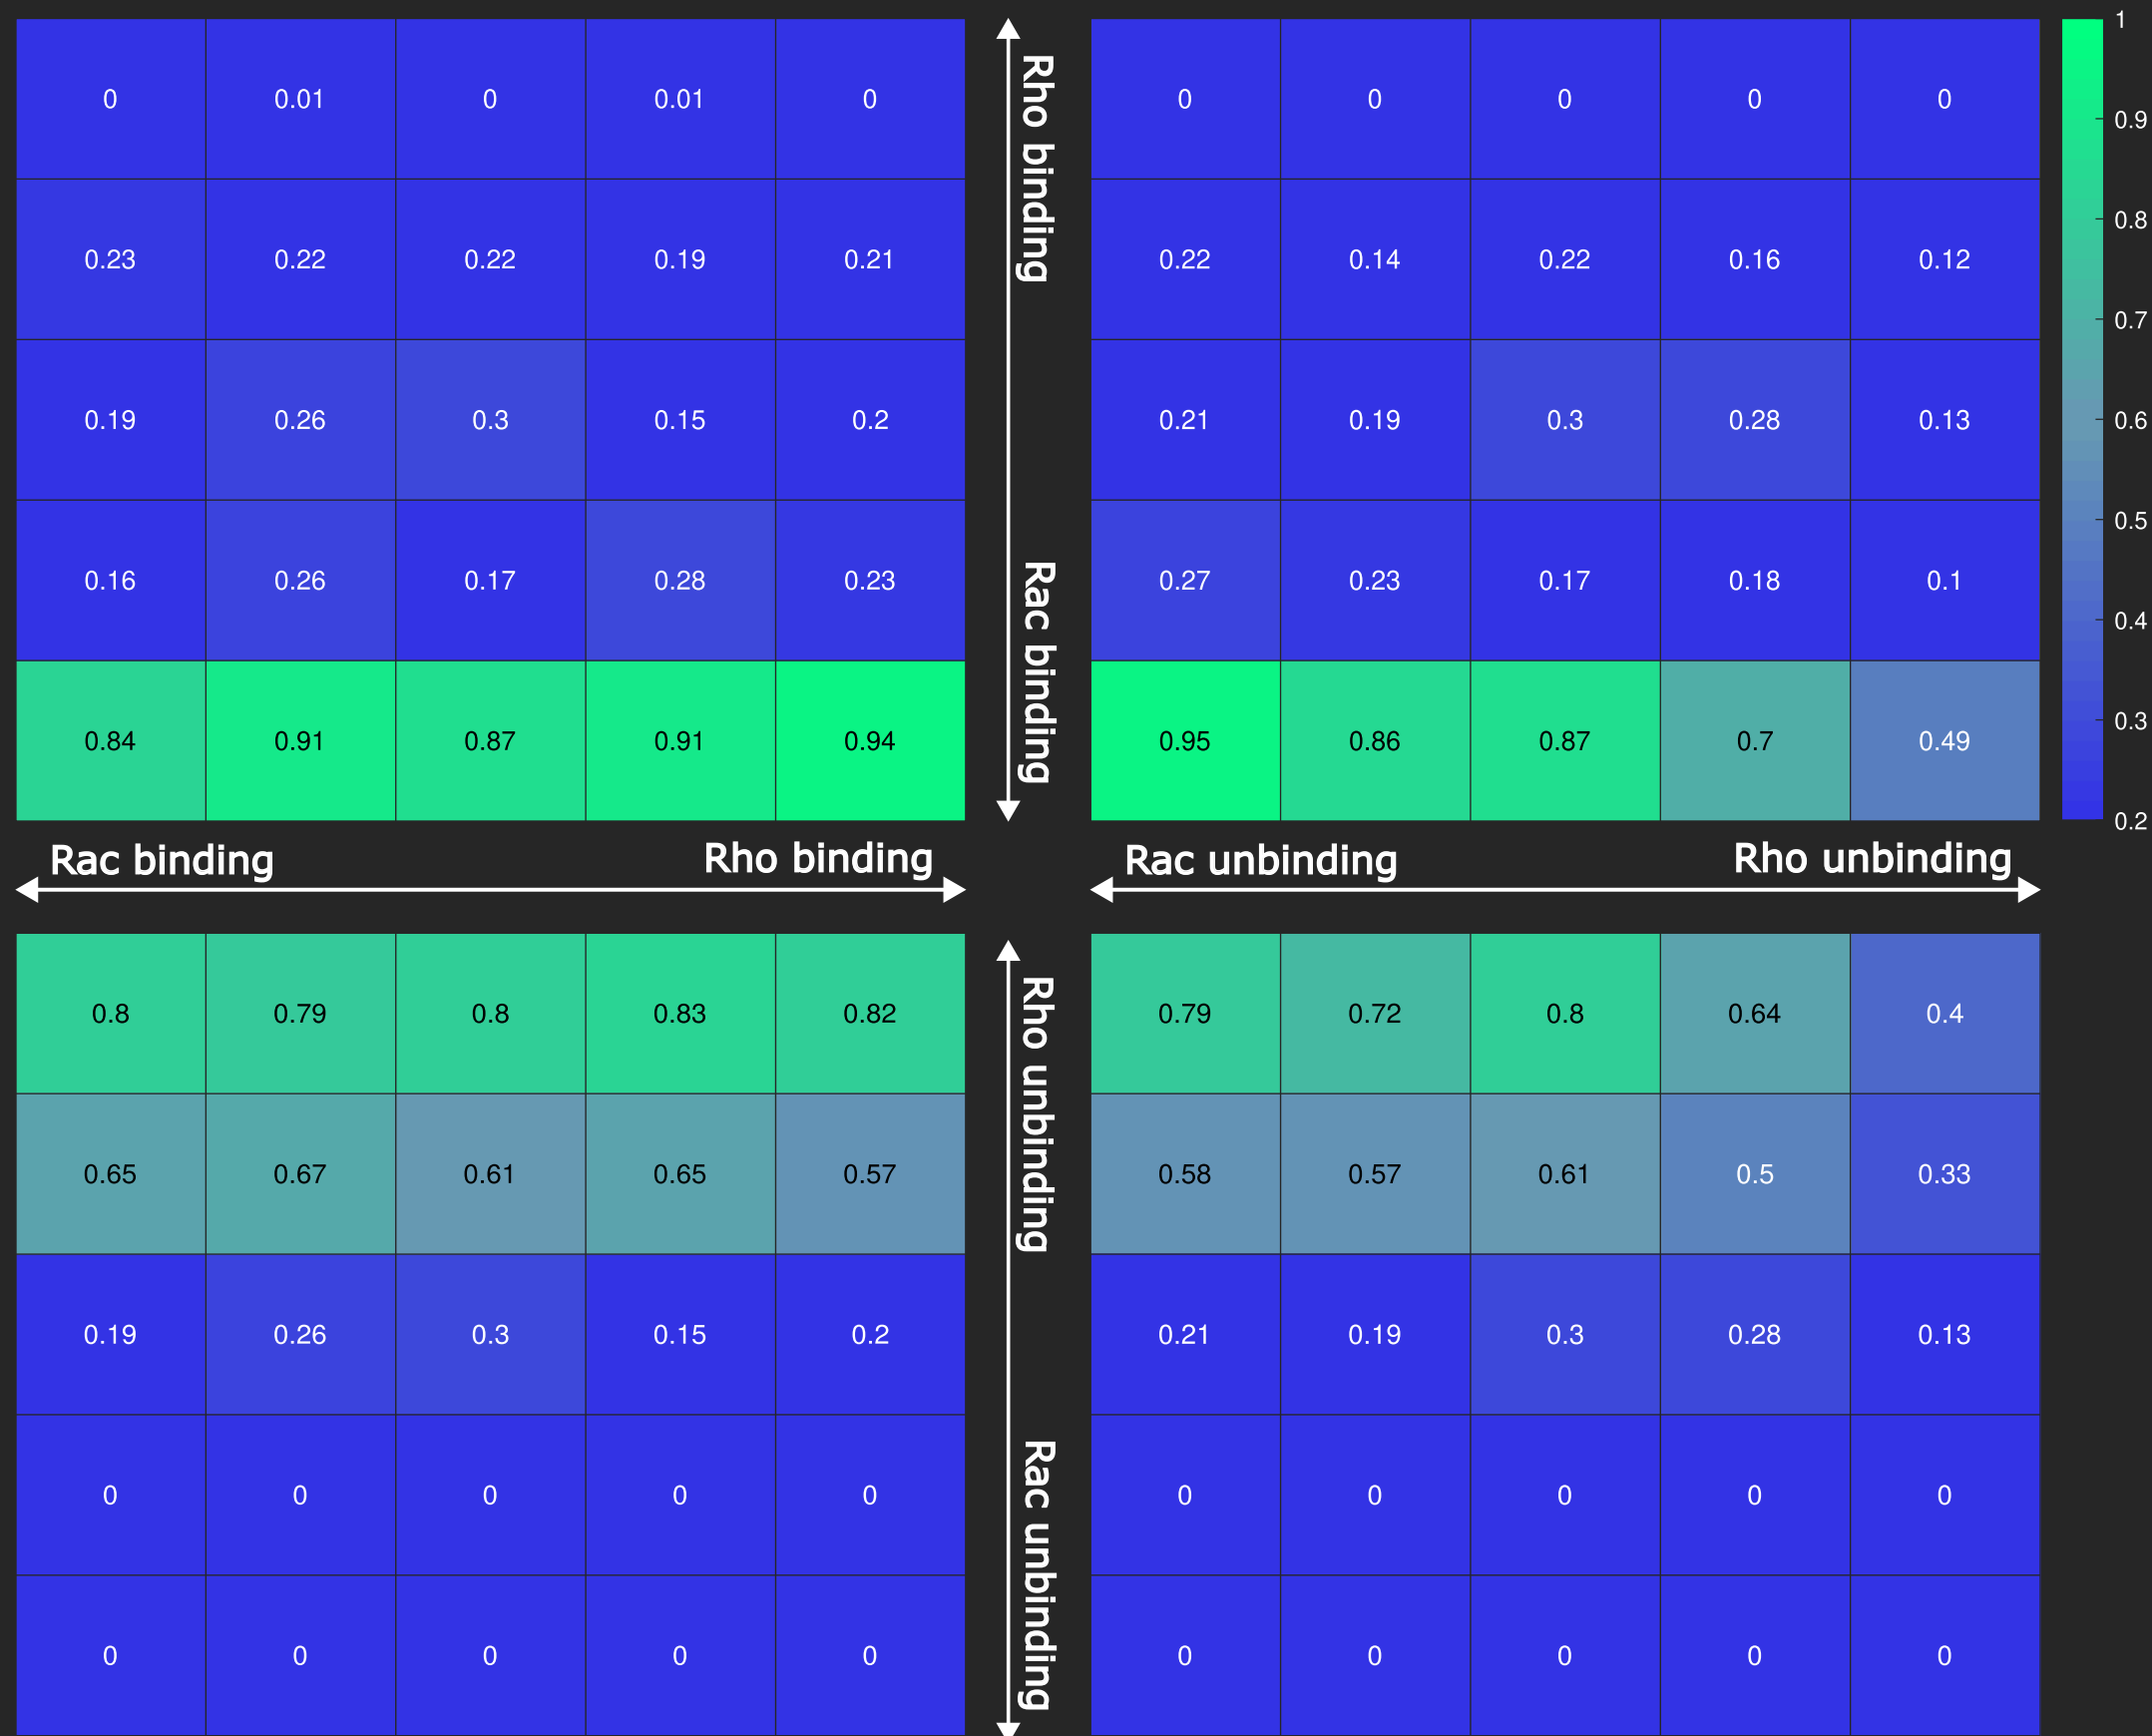 0 0.01 0 0.01 0
0.23 0.22 0.22 0.19 0.21
0.19 0.26 0.3 0.15 0.2
0.16 0.26 0.17 0.28 0.23
0.84 0.91 0.87 0.91 0.94
Rac binding Rho binding
Rho binding
Rac binding
0 0 0 0 0
0.22 0.14 0.22 0.16 0.12
0.21 0.19 0.3 0.28 0.13
0.27 0.23 0.17 0.18 0.1
0.95 0.86 0.87 0.7 0.49
Rac unbinding Rho unbinding
1
0.9
0.8
0.7
0.6
0.5
0.4
0.3
0.2
0.8 0.79 0.8 0.83 0.82
0.65 0.67 0.61 0.65 0.57
0.19 0.26 0.3 0.15 0.2
0 0 0 0 0
0 0 0 0 0
Rho unbinding
Rac unbinding
0.79 0.72 0.8 0.64 0.4
0.58 0.57 0.61 0.5 0.33
0.21 0.19 0.3 0.28 0.13
0 0 0 0 0
0 0 0 0 0